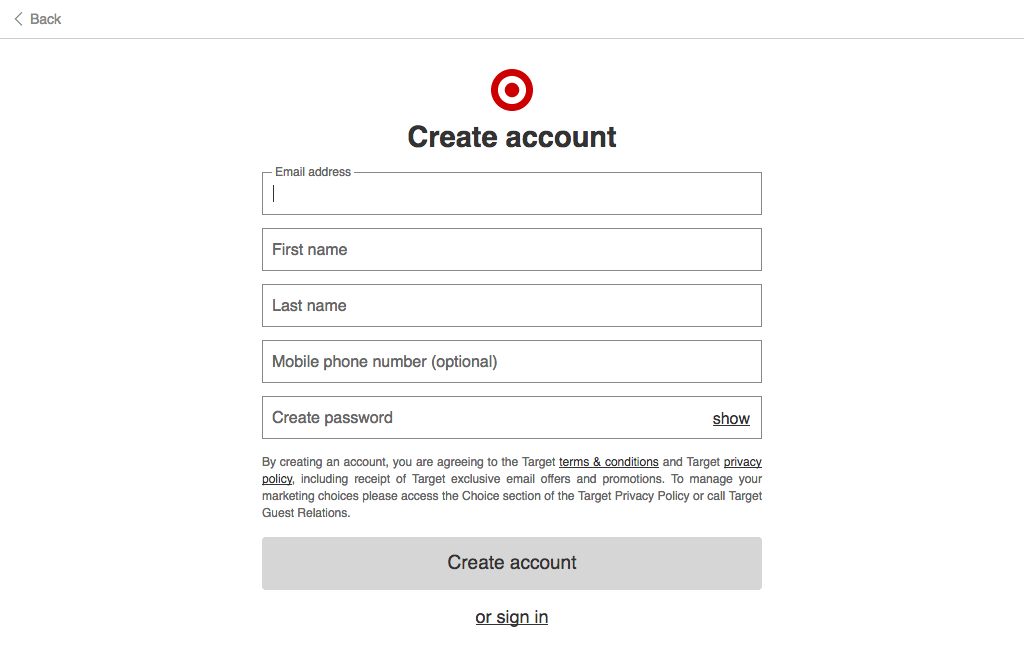 Back
Create account
Email address
First name
Last name
Mobile phone number (optional)
Create password show
By creating an account, you are agreeing to the Target terms & conditions and Target privacy
policy, including receipt of Target exclusive email offers and promotions. To manage your
marketing choices please access the Choice section of the Target Privacy Policy or call Target
Guest Relations.
Create account
or sign in